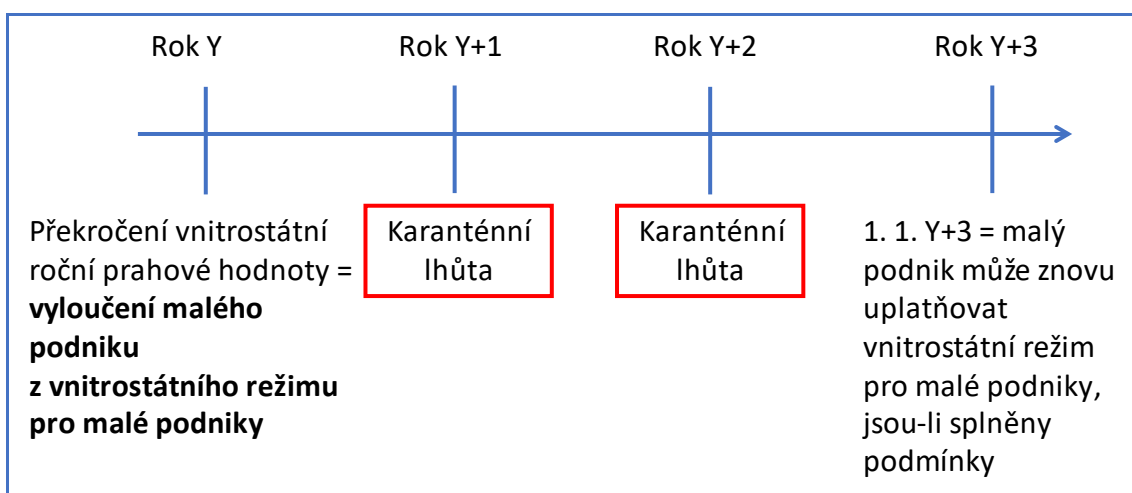 Rok Y
Rok Y+1
Rok Y+2
Rok Y+3
Překročení vnitrostátní
roční prahové hodnoty =
vyloučení malého
podniku
z vnitrostátního režimu
pro malé podniky
Karanténní
lhůta
Karanténní
lhůta
1. 1. Y+3 = malý
podnik může znovu
uplatňovat
vnitrostátní režim
pro malé podniky,
jsou-li splněny
podmínky